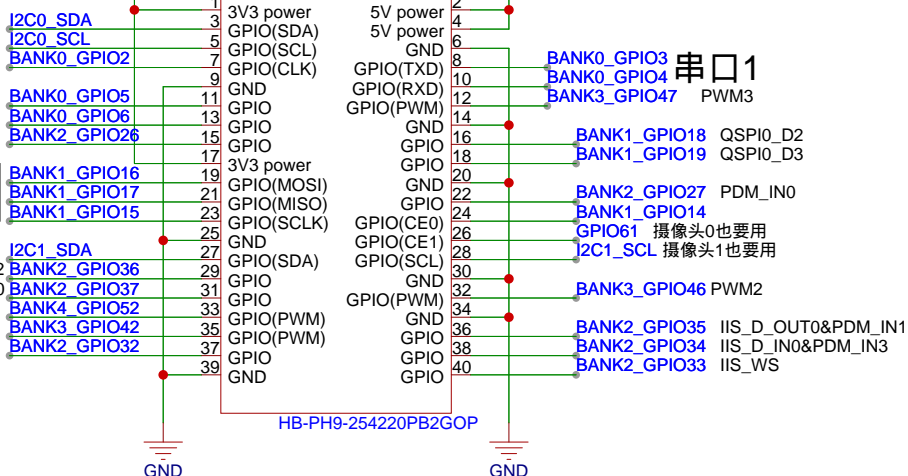 1 3V3 power 5V power 2
I2C0_SDA 3 GPIO(SDA) 5V power 4
I2C0_SCL 5 GPIO(SCL) GND 6
BANK0_GPIO2 7 GPIO(CLK) GPIO(TXD) 8 BANK0_GPIO3 串口1
9 GND GPIO(RXD) 10 BANK0_GPIO4
BANK0_GPIO5 11 GPIO GPIO(PWM) 12 BANK3_GPIO47 PWM3
BANK0_GPIO6 13 GPIO GND 14
BANK2_GPIO26 15 GPIO GPIO 16 BANK1_GPIO18 QSPI0_D2
17 3V3 power GPIO 18 BANK1_GPIO19 QSPI0_D3
BANK1_GPIO16 19 GPIO(MOSI) GND 20
BANK1_GPIO17 21 GPIO(MISO) GPIO 22 BANK2_GPIO27 PDM_IN0
BANK1_GPIO15 23 GPIO(SCLK) GPIO(CE0) 24 BANK1_GPIO14
25 GND GPIO(CE1) 26 GPIO61 摄像头0也要用
I2C1_SDA 27 GPIO(SDA) GPIO(SCL) 28 I2C1_SCL 摄像头1也要用
BANK2_GPIO36 29 GPIO GND 30
BANK2_GPIO37 31 GPIO GPIO(PWM) 32 BANK3_GPIO46 PWM2
BANK4_GPIO52 33 GPIO(PWM) GND 34
BANK3_GPIO42 35 GPIO(PWM) GPIO 36 BANK2_GPIO35 IIS_D_OUT0&PDM_IN1
BANK2_GPIO32 37 GPIO GPIO 38 BANK2_GPIO34 IIS_D_IN0&PDM_IN3
39 GND GPIO 40 BANK2_GPIO33 IIS_WS
HB-PH9-254220PB2GOP
GND GND